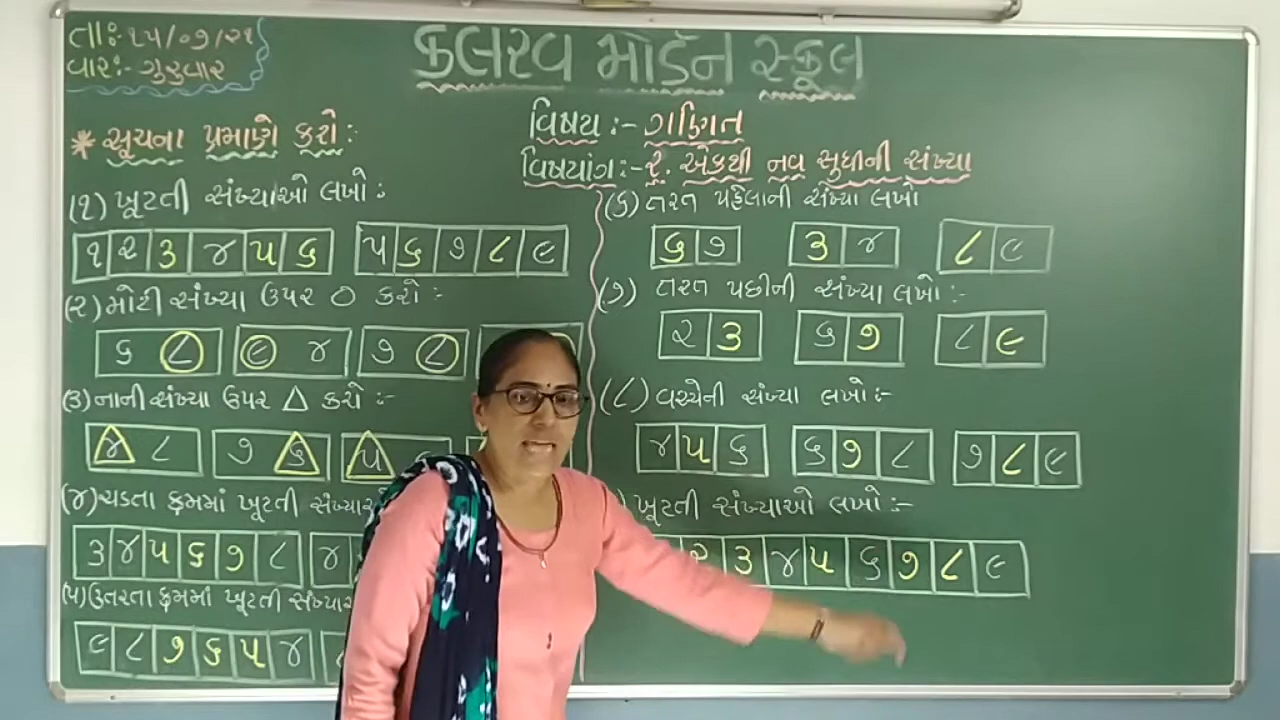 તા:-૧૫/૦૭/૨૧
વાર:- ગુરુવાર
કલરવ મોર્ડન સ્કૂલ
વિષય :- ગણિત
વિષયાંગ:- ૨. એકથી નવ સુધીની સંખ્યા
* સૂચના પ્રમાણે કરો :
(૧) ખૂટતી સંખ્યાઓ લખો :
૧ ૨ ૩ ૪ ૫ ૬ ૫ ૬ ૭ ૮ ૯
(૨) મોટી સંખ્યા ઉપર ○ કરો :-
૬ ૮ ૯ ૪ ૭ ૮
(૩) નાની સંખ્યા ઉપર △ કરો :-
૪ ૮ ૭ ૬ ૫
(૪) ચડતા ક્રમમાં ખૂટતી
૩ ૪ ૫ ૬ ૭ ૮ ૪
(૫) ઉતરતા ક્રમમાં ખૂટતી
૯ ૮ ૭ ૬ ૫ ૪
(૬) તરત પહેલાની સંખ્યા લખો
૬ ૭ ૩ ૪ ૮ ૯
(૭) તરત પછીની સંખ્યા લખો :-
૨ ૩ ૬ ૭ ૮ ૯
(૮) વચ્ચેની સંખ્યા લખો :-
૪ ૫ ૬ ૬ ૭ ૮ ૭ ૮ ૯
ખૂટતી સંખ્યાઓ લખો :-
૨ ૩ ૪ ૫ ૬ ૭ ૮ ૯